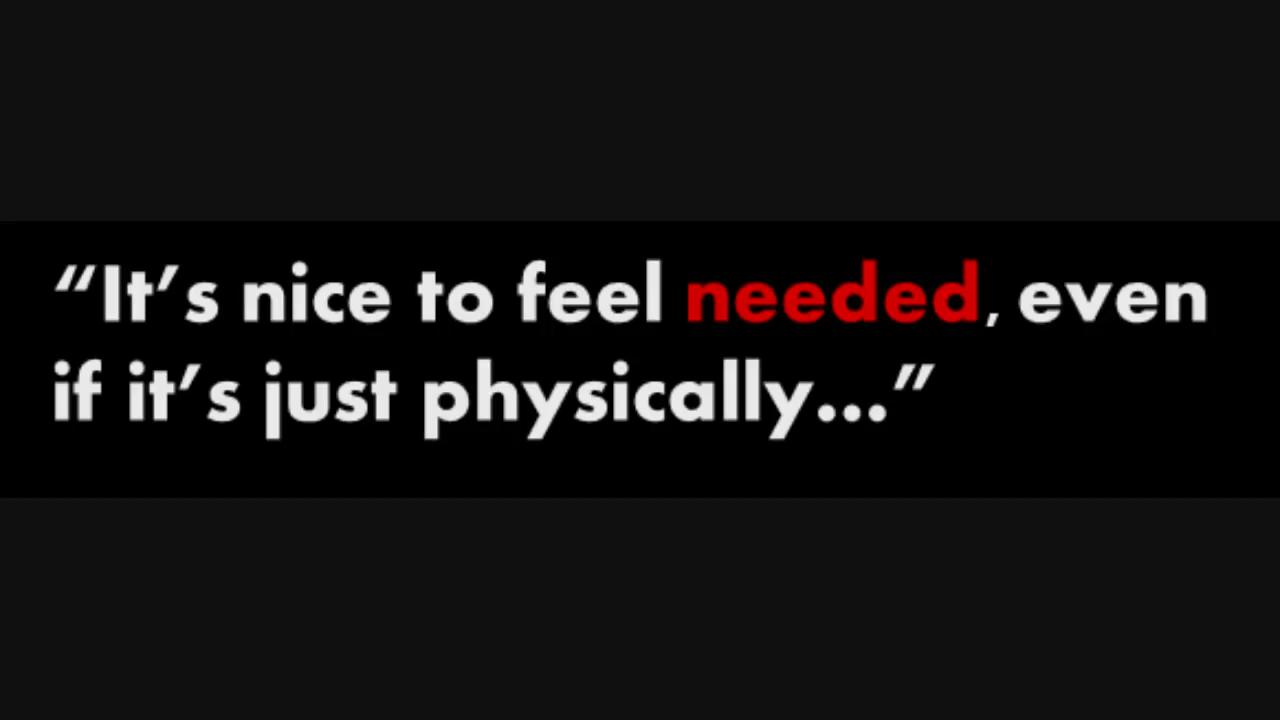 “It’s nice to feel needed, even
if it’s just physically...”